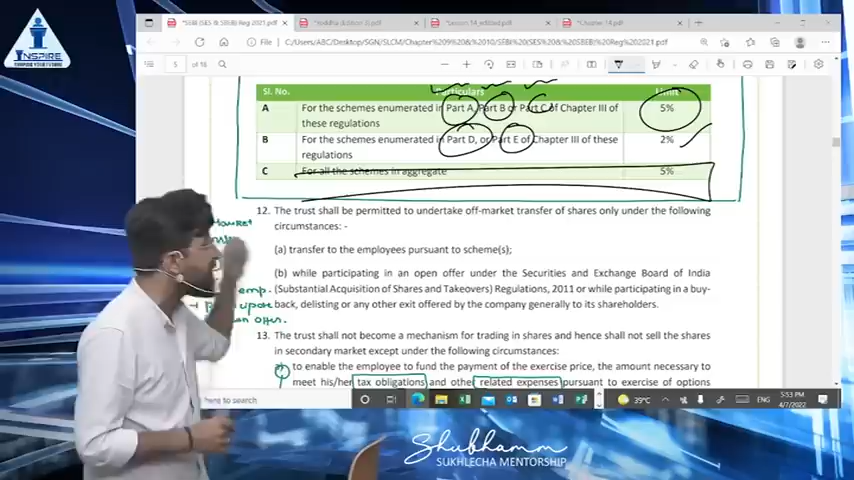 INSPIRE
*SEBI (SES & SBEB) Reg 2021.pdf
Lesson 14_edited.pdf
*Chapter 14.pdf
File
C:/Users/ABC/Desktop/SGN/SLCM/Chapter%209%20&%2010/SEBI%20(SES%20&%20SBEB)%20Reg%202021.pdf
5 of 16
Sl. No. Particulars Limit
A For the schemes enumerated in Part A, Part B or Part C of Chapter III of these regulations 5%
B For the schemes enumerated in Part D, or Part E of Chapter III of these regulations 2%
C For all the schemes in aggregate 5%
12. The trust shall be permitted to undertake off-market transfer of shares only under the following
circumstances: -
(a) transfer to the employees pursuant to scheme(s);
(b) while participating in an open offer under the Securities and Exchange Board of India
(Substantial Acquisition of Shares and Takeovers) Regulations, 2011 or while participating in a buy-
back, delisting or any other exit offered by the company generally to its shareholders.
Market
emp.
upon
offer.
13. The trust shall not become a mechanism for trading in shares and hence shall not sell the shares
in secondary market except under the following circumstances:
a) to enable the employee to fund the payment of the exercise price, the amount necessary to
meet his/her tax obligations and other related expenses pursuant to exercise of options
here to search
39°C
ENG
5:53 PM
4/7/2022
Shubhamm
SUKHLECHA MENTORSHIP